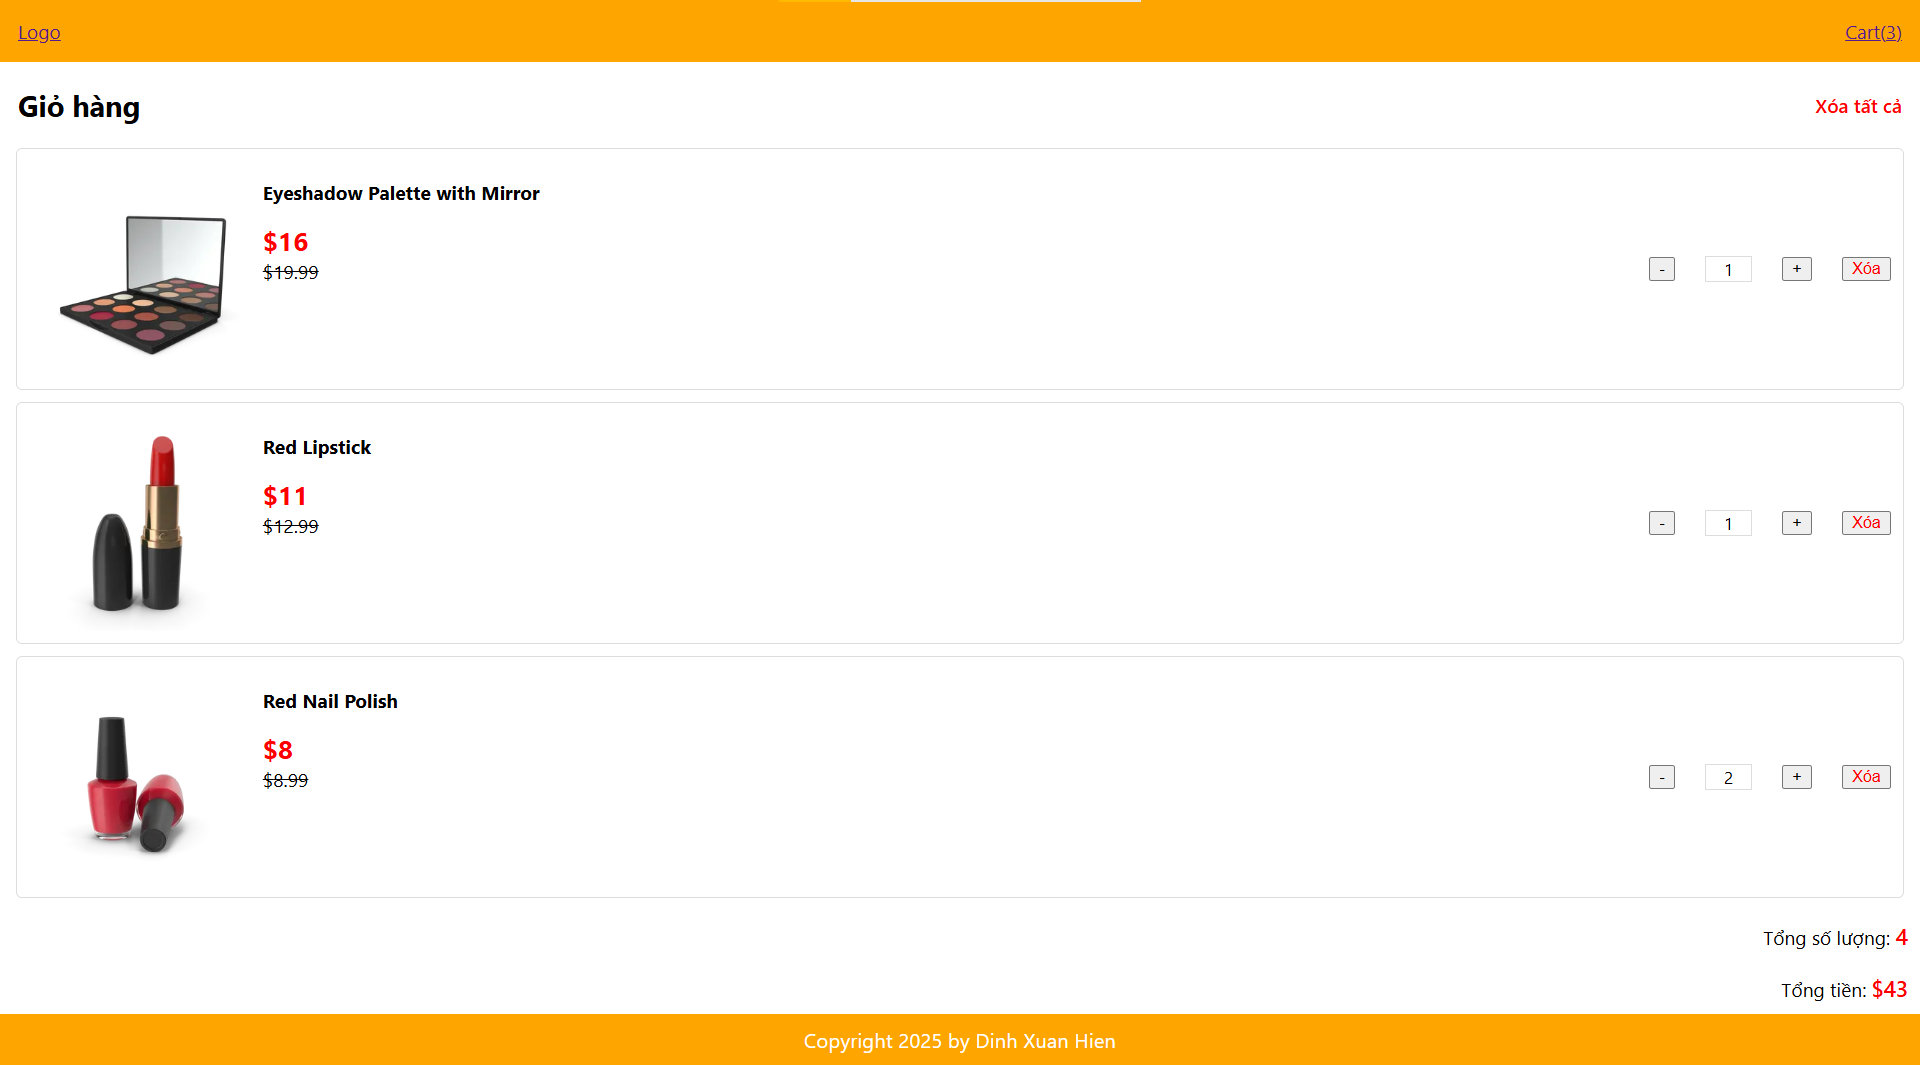 Logo Cart(3)
Giỏ hàng Xóa tất cả
Eyeshadow Palette with Mirror
$16
$19.99
- 1 + Xóa
Red Lipstick
$11
$12.99
- 1 + Xóa
Red Nail Polish
$8
$8.99
- 2 + Xóa
Tổng số lượng: 4
Tổng tiền: $43
Copyright 2025 by Dinh Xuan Hien